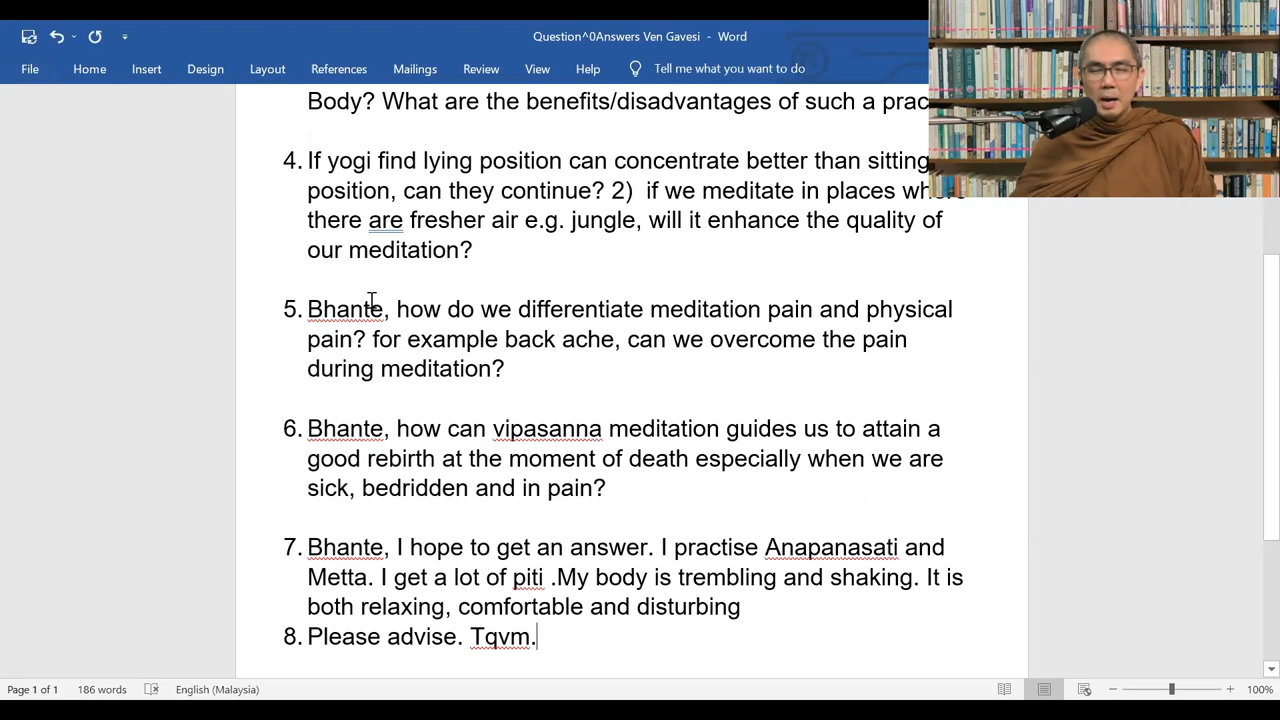 Question^0Answers Ven Gavesi - Word
File Home Insert Design Layout References Mailings Review View Help Tell me what you want to do
Body? What are the benefits/disadvantages of such a prac
4. If yogi find lying position can concentrate better than sitting
position, can they continue? 2) if we meditate in places where
there are fresher air e.g. jungle, will it enhance the quality of
our meditation?
5. Bhante, how do we differentiate meditation pain and physical
pain? for example back ache, can we overcome the pain
during meditation?
6. Bhante, how can vipasanna meditation guides us to attain a
good rebirth at the moment of death especially when we are
sick, bedridden and in pain?
7. Bhante, I hope to get an answer. I practise Anapanasati and
Metta. I get a lot of piti .My body is trembling and shaking. It is
both relaxing, comfortable and disturbing
8. Please advise. Tqvm.
Page 1 of 1 186 words English (Malaysia) 100%